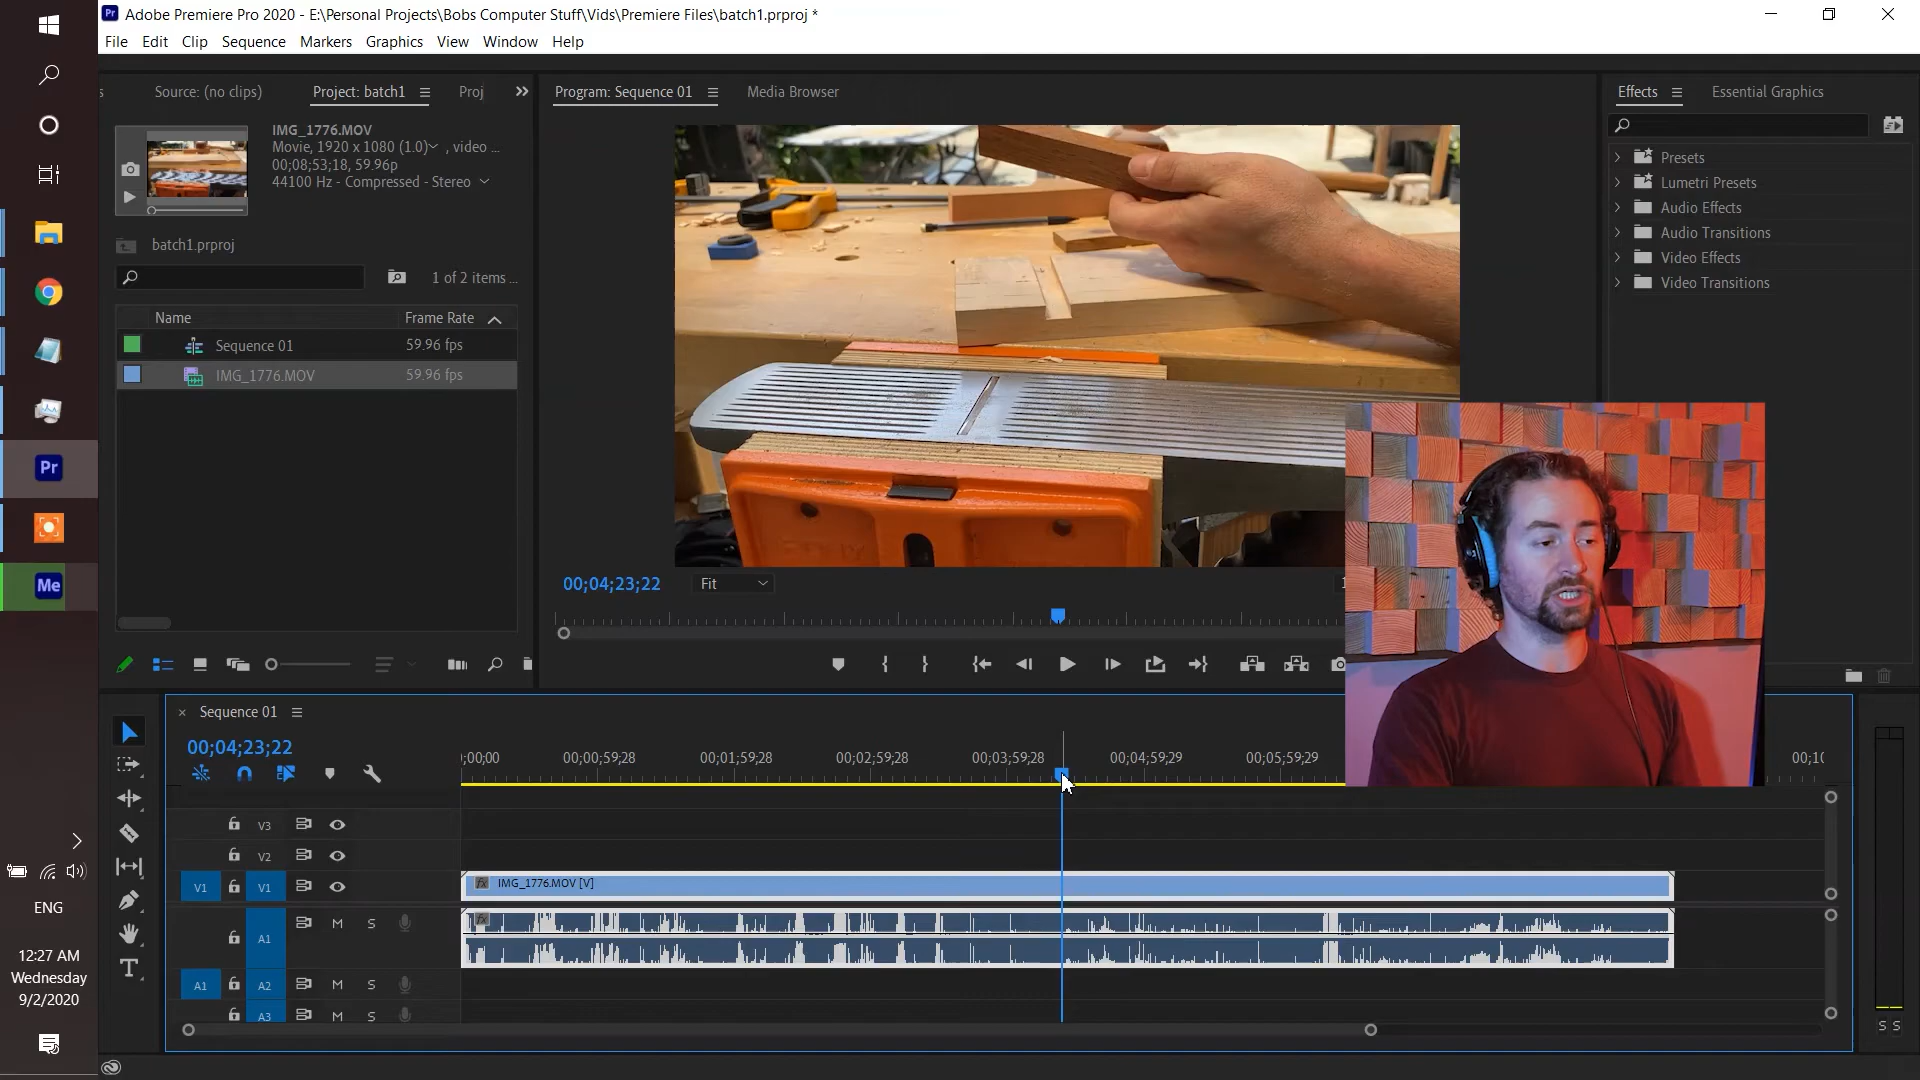 Pr Adobe Premiere Pro 2020 - E:\Personal Projects\Bobs Computer Stuff\Vids\Premiere Files\batch1.prproj *
File Edit Clip Sequence Markers Graphics View Window Help
s Source: (no clips) Project: batch1 Proj
Program: Sequence 01 Media Browser
Effects Essential Graphics
IMG_1776.MOV
Movie, 1920 x 1080 (1.0) , video ...
00;08;53;18, 59.96p
44100 Hz - Compressed - Stereo
batch1.prproj
1 of 2 items ...
Name Frame Rate
Sequence 01 59.96 fps
IMG_1776.MOV 59.96 fps
Presets
Lumetri Presets
Audio Effects
Audio Transitions
Video Effects
Video Transitions
00;04;23;22 Fit
Pr
Me
ENG
12:27 AM
Wednesday
9/2/2020
× Sequence 01
00;04;23;22
;00;00 00;00;59;28 00;01;59;28 00;02;59;28 00;03;59;28 00;04;59;29 00;05;59;29 00;10
V3
V2
V1 V1 fx IMG_1776.MOV [V]
A1 M S fx
A1 A2 M S
A3 M S
S S